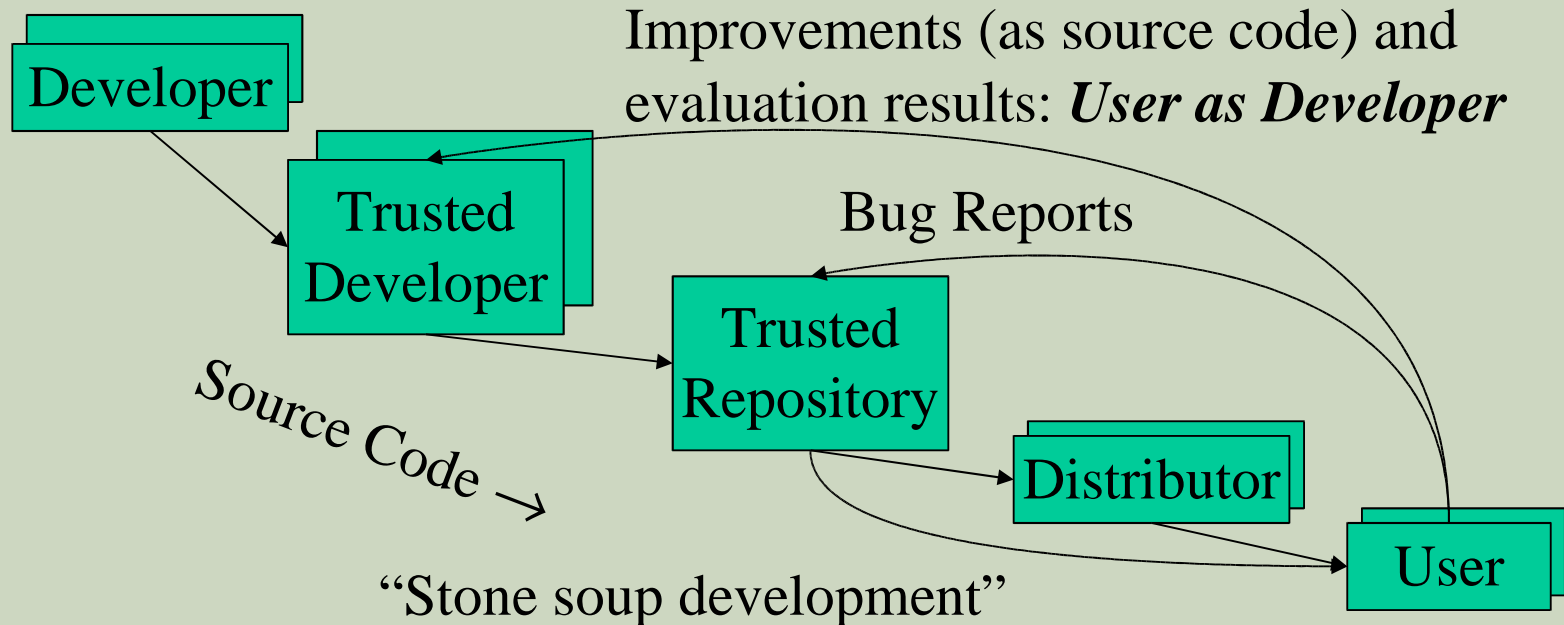 Improvements (as source code) and
evaluation results: User as Developer
Developer
Trusted
Developer
Bug Reports
Trusted
Repository
Source Code →
Distributor
User
“Stone soup development”